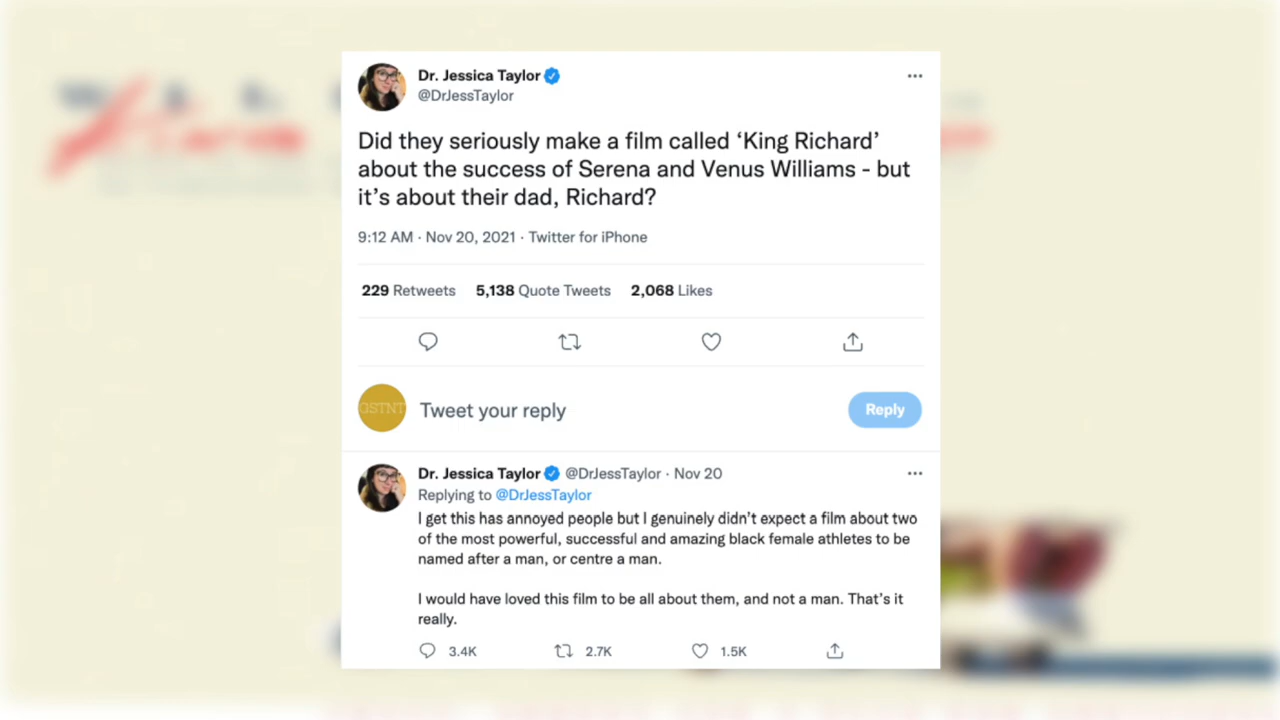 Dr. Jessica Taylor
@DrJessTaylor
Did they seriously make a film called ‘King Richard’
about the success of Serena and Venus Williams - but
it’s about their dad, Richard?
9:12 AM · Nov 20, 2021 · Twitter for iPhone
229 Retweets 5,138 Quote Tweets 2,068 Likes
QSTNT
Tweet your reply
Reply
Dr. Jessica Taylor @DrJessTaylor · Nov 20
Replying to @DrJessTaylor
I get this has annoyed people but I genuinely didn’t expect a film about two
of the most powerful, successful and amazing black female athletes to be
named after a man, or centre a man.
I would have loved this film to be all about them, and not a man. That’s it
really.
3.4K 2.7K 1.5K